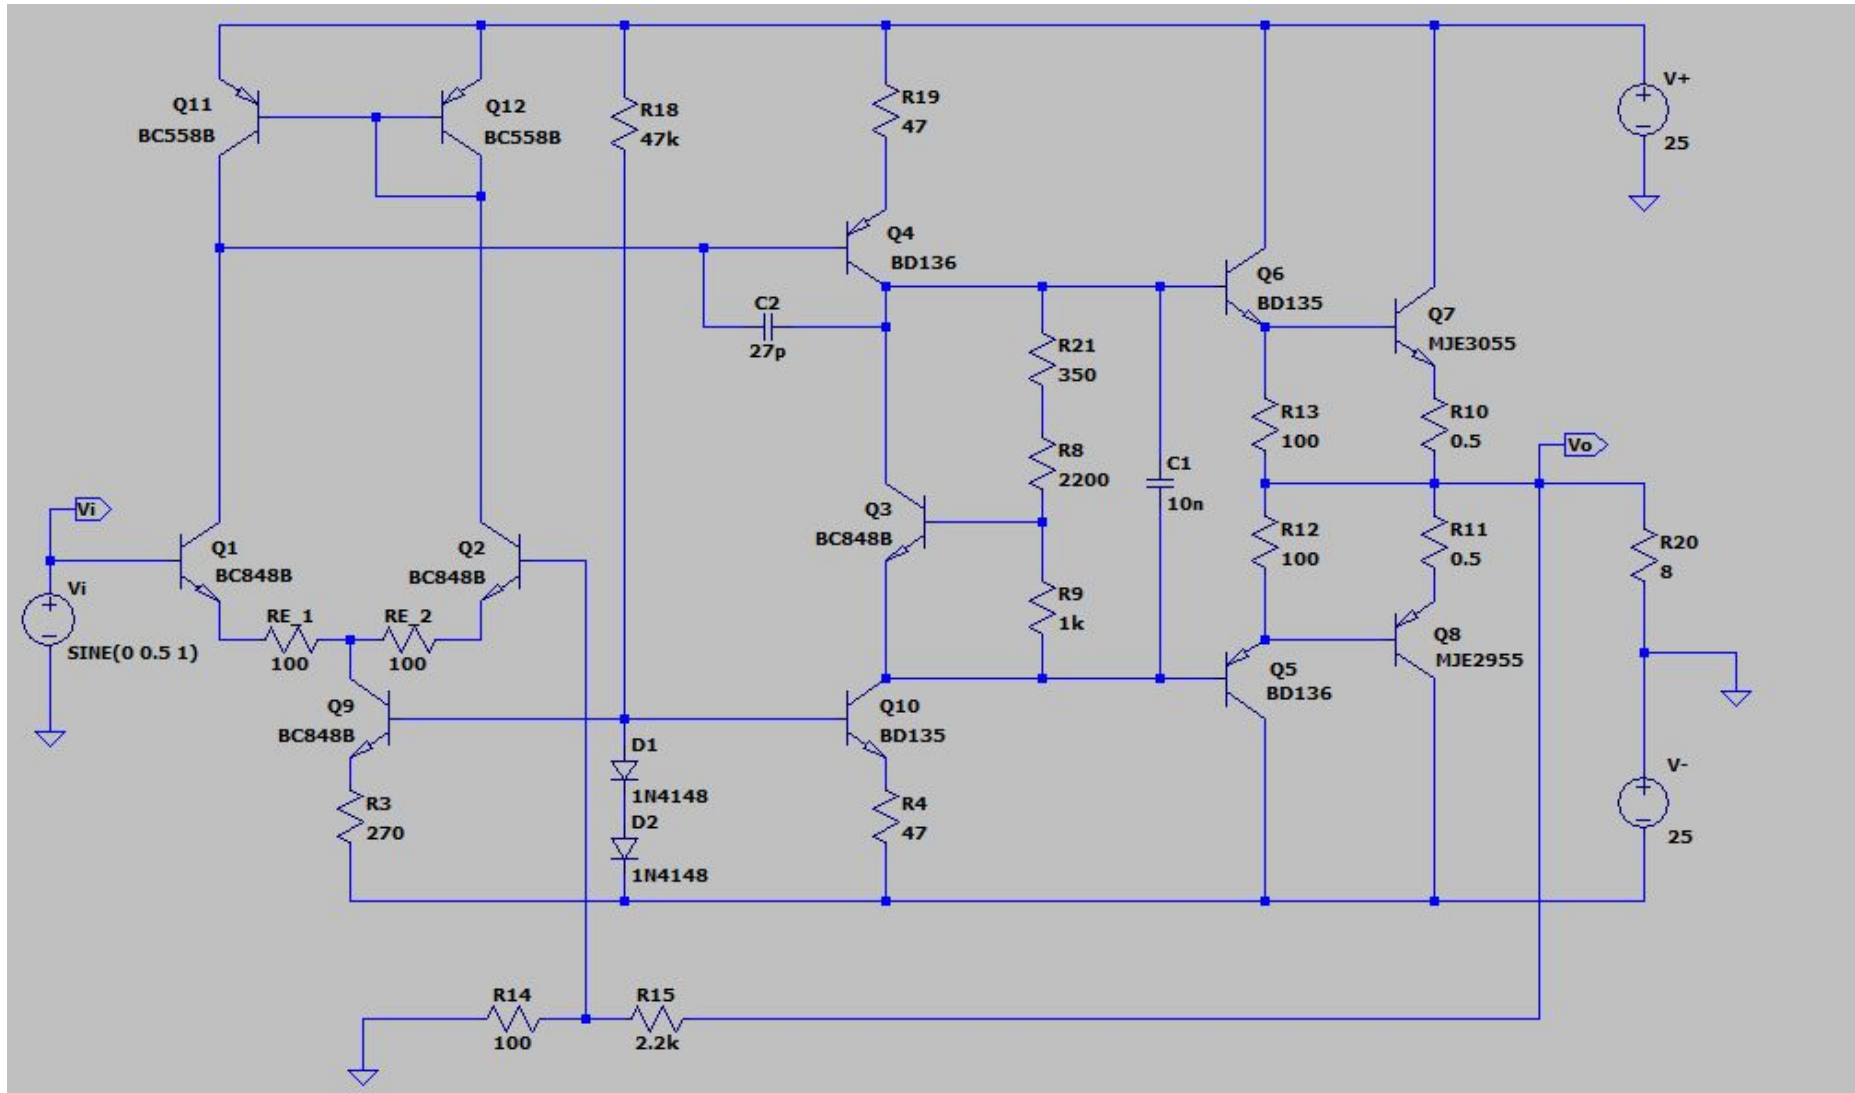 V+
25
Q11
BC558B
Q12
BC558B
R18
47k
R19
47
Q4
BD136
Q6
BD135
Q7
MJE3055
C2
27p
R21
350
R8
2200
C1
10n
R13
100
R10
0.5
Vo
Q3
BC848B
Vi
Q1
BC848B
Q2
BC848B
R12
100
R11
0.5
R20
8
Vi
SINE(0 0.5 1)
RE_1
100
RE_2
100
R9
1k
Q5
BD136
Q8
MJE2955
Q9
BC848B
Q10
BD135
D1
1N4148
D2
1N4148
R3
270
R4
47
V-
25
R14
100
R15
2.2k